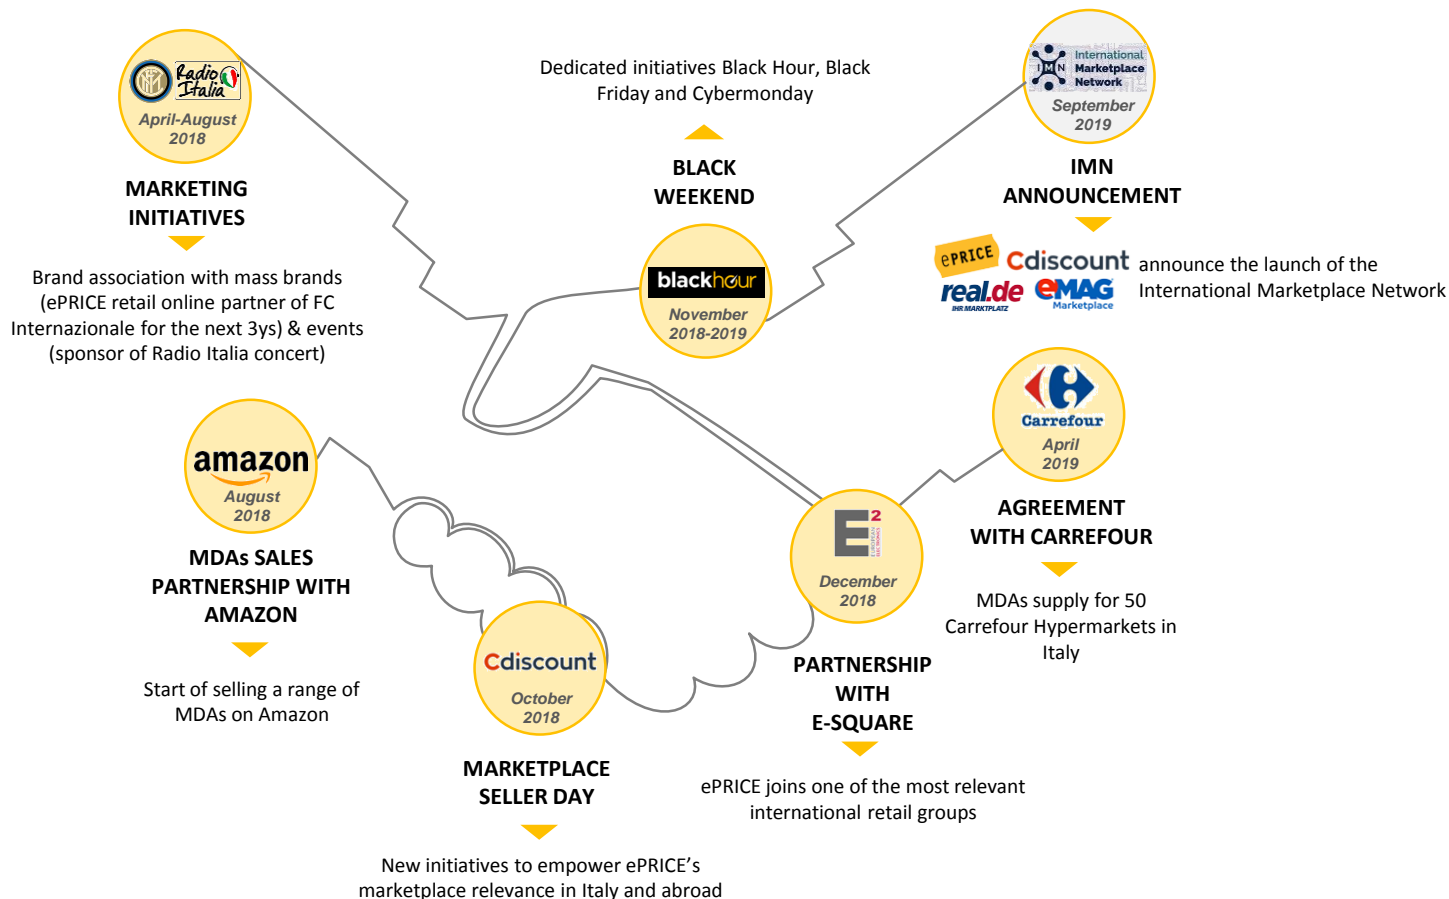 Radio
Italia
April-August
2018
MARKETING
INITIATIVES
Brand association with mass brands
(ePRICE retail online partner of FC
Internazionale for the next 3ys) & events
(sponsor of Radio Italia concert)
Dedicated initiatives Black Hour, Black
Friday and Cybermonday
BLACK
WEEKEND
blackhour
November
2018-2019
IMN
International
Marketplace
Network
September
2019
IMN
ANNOUNCEMENT
ePRICE
Cdiscount
real.de
IHR MARKTPLATZ
eMAG
Marketplace
announce the launch of the
International Marketplace Network
amazon
August
2018
MDAs SALES
PARTNERSHIP WITH
AMAZON
Start of selling a range of
MDAs on Amazon
Cdiscount
October
2018
MARKETPLACE
SELLER DAY
New initiatives to empower ePRICE’s
marketplace relevance in Italy and abroad
E2
EUROPEAN
ELECTRONICS
December
2018
PARTNERSHIP
WITH
E-SQUARE
ePRICE joins one of the most relevant
international retail groups
Carrefour
April
2019
AGREEMENT
WITH CARREFOUR
MDAs supply for 50
Carrefour Hypermarkets in
Italy